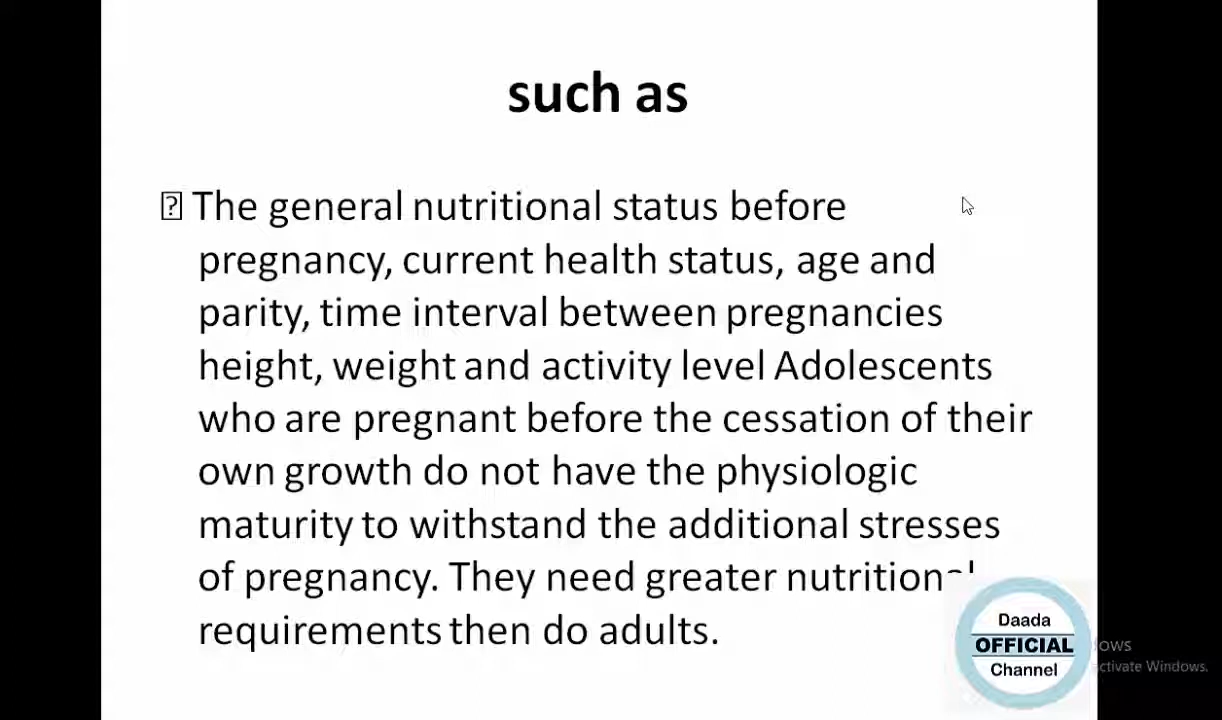 such as
The general nutritional status before
pregnancy, current health status, age and
parity, time interval between pregnancies
height, weight and activity level Adolescents
who are pregnant before the cessation of their
own growth do not have the physiologic
maturity to withstand the additional stresses
of pregnancy. They need greater nutritional
requirements then do adults.
Daada
OFFICIAL
Channel